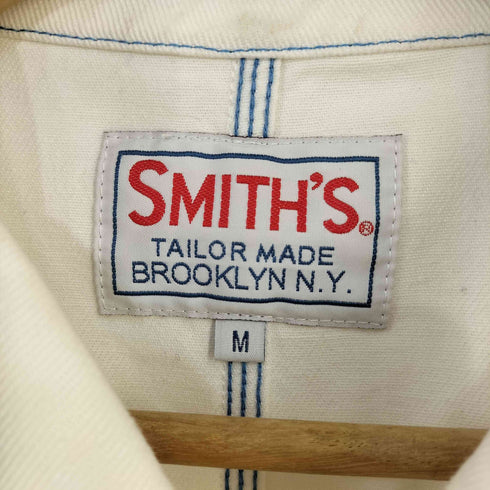 SMITH'S®
TAILOR MADE
BROOKLYN N.Y.
M